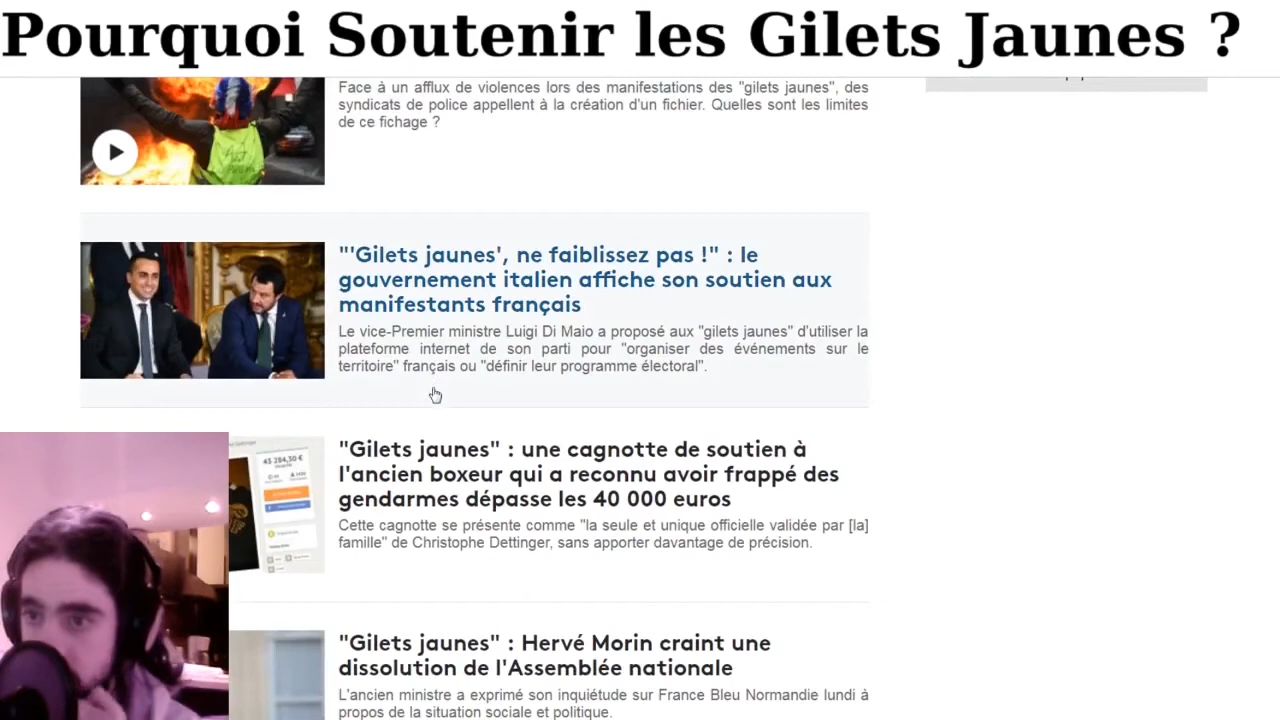 Pourquoi Soutenir les Gilets Jaunes ?
Face à un afflux de violences lors des manifestations des "gilets jaunes", des
syndicats de police appellent à la création d'un fichier. Quelles sont les limites
de ce fichage ?
"'Gilets jaunes', ne faiblissez pas !" : le
gouvernement italien affiche son soutien aux
manifestants français
Le vice-Premier ministre Luigi Di Maio a proposé aux "gilets jaunes" d'utiliser la
plateforme internet de son parti pour "organiser des événements sur le
territoire" français ou "définir leur programme électoral".
"Gilets jaunes" : une cagnotte de soutien à
l'ancien boxeur qui a reconnu avoir frappé des
gendarmes dépasse les 40 000 euros
Cette cagnotte se présente comme "la seule et unique officielle validée par [la]
famille" de Christophe Dettinger, sans apporter davantage de précision.
"Gilets jaunes" : Hervé Morin craint une
dissolution de l'Assemblée nationale
L'ancien ministre a exprimé son inquiétude sur France Bleu Normandie lundi à
propos de la situation sociale et politique.